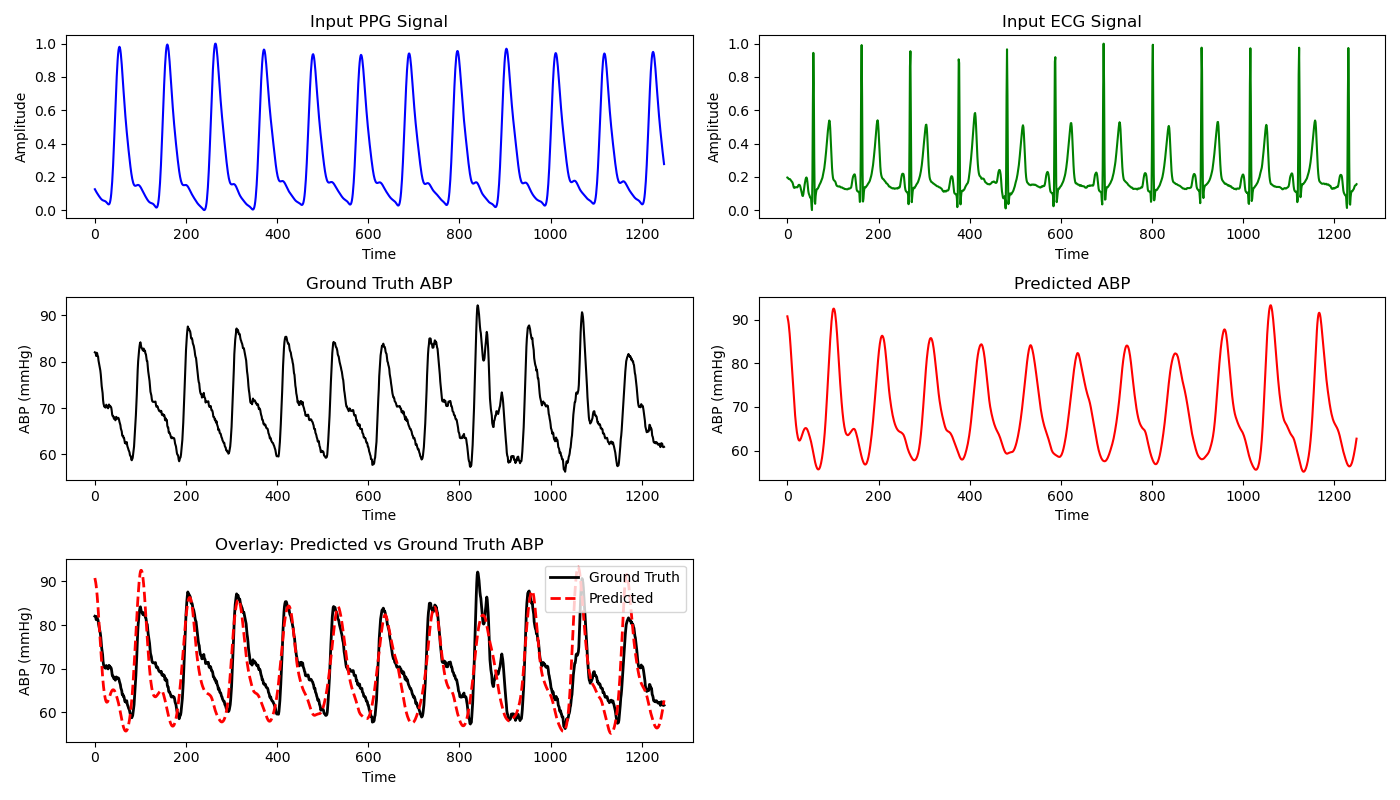 Input PPG Signal
Amplitude
1.0
0.8
0.6
0.4
0.2
0.0
0 200 400 600 800 1000 1200
Time
Input ECG Signal
Amplitude
1.0
0.8
0.6
0.4
0.2
0.0
0 200 400 600 800 1000 1200
Time
Ground Truth ABP
ABP (mmHg)
90
80
70
60
0 200 400 600 800 1000 1200
Time
Predicted ABP
ABP (mmHg)
90
80
70
60
0 200 400 600 800 1000 1200
Time
Overlay: Predicted vs Ground Truth ABP
ABP (mmHg)
90
80
70
60
Ground Truth
Predicted
0 200 400 600 800 1000 1200
Time